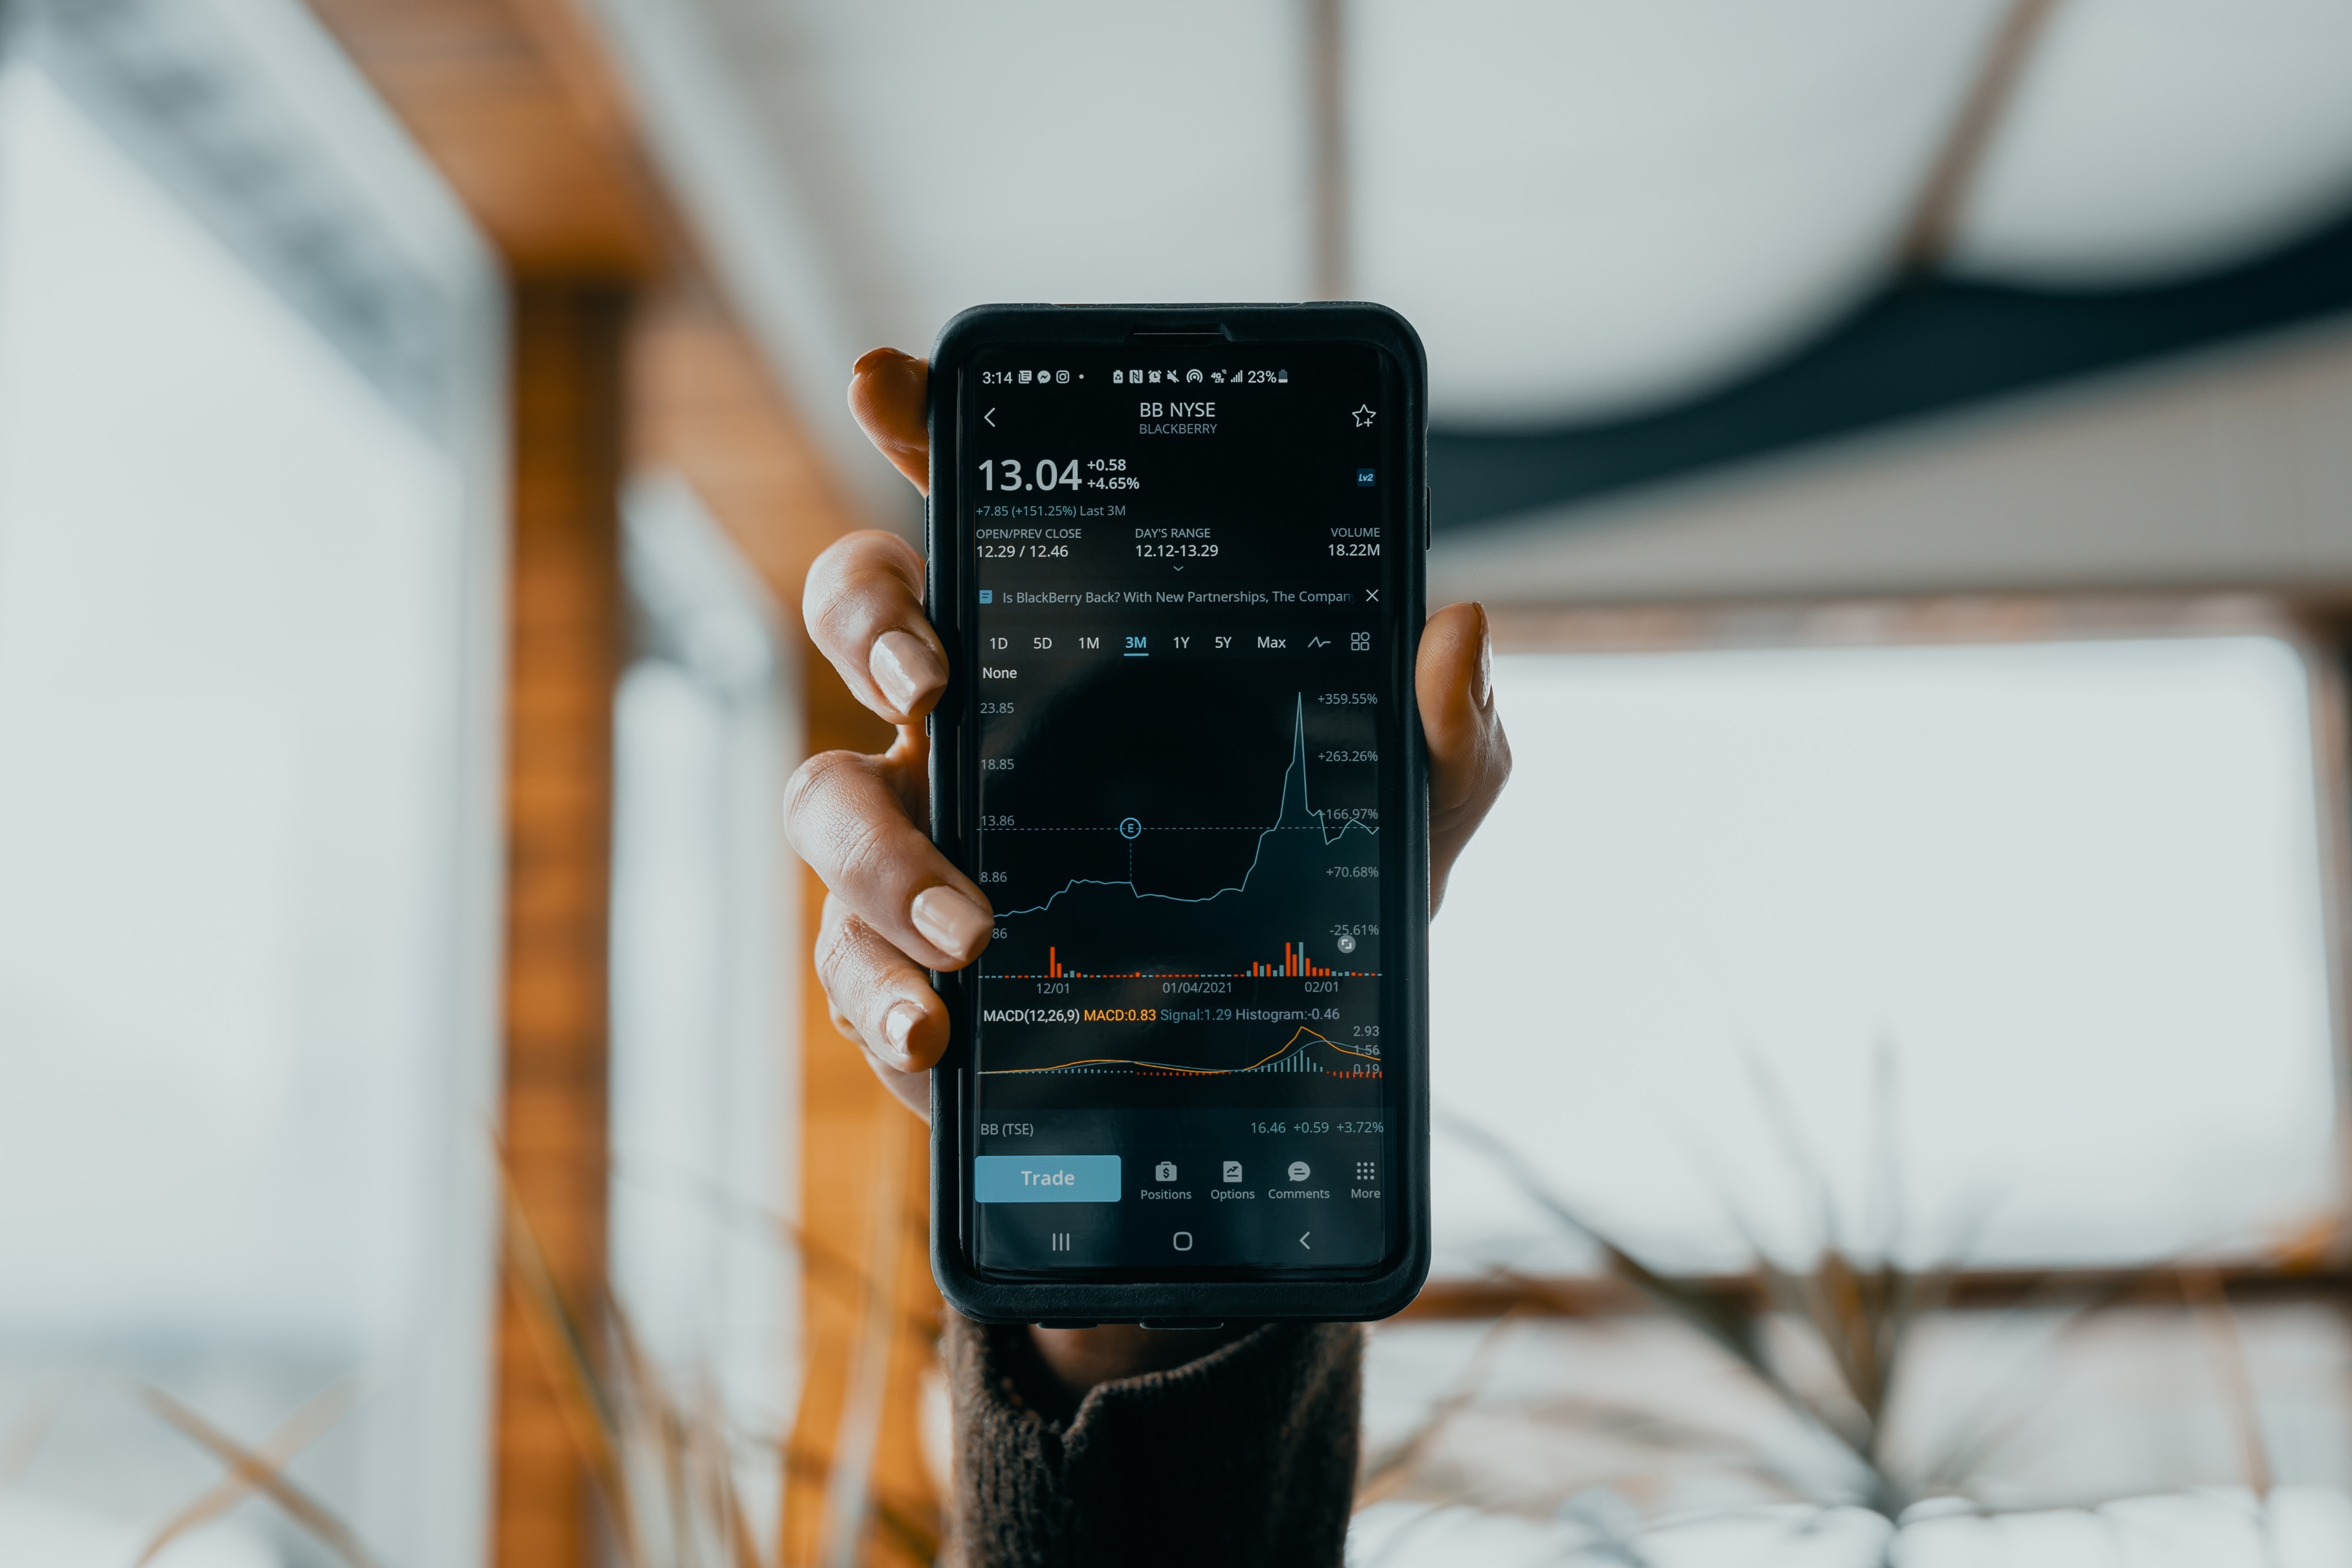 3:14 4G 23%
BB NYSE
BLACKBERRY
13.04 +0.58
+4.65%
Lv2
+7.85 (+151.25%) Last 3M
OPEN/PREV CLOSE DAY'S RANGE VOLUME
12.29 / 12.46 12.12-13.29 18.22M
Is BlackBerry Back? With New Partnerships, The Compan
1D 5D 1M 3M 1Y 5Y Max
None
23.85 +359.55%
18.85 +263.26%
13.86 +166.97%
E
8.86 +70.68%
86 -25.61%
12/01 01/04/2021 02/01
MACD(12,26,9) MACD:0.83 Signal:1.29 Histogram:-0.46
2.93
1.56
0.19
BB (TSE) 16.46 +0.59 +3.72%
Trade Positions Options Comments More